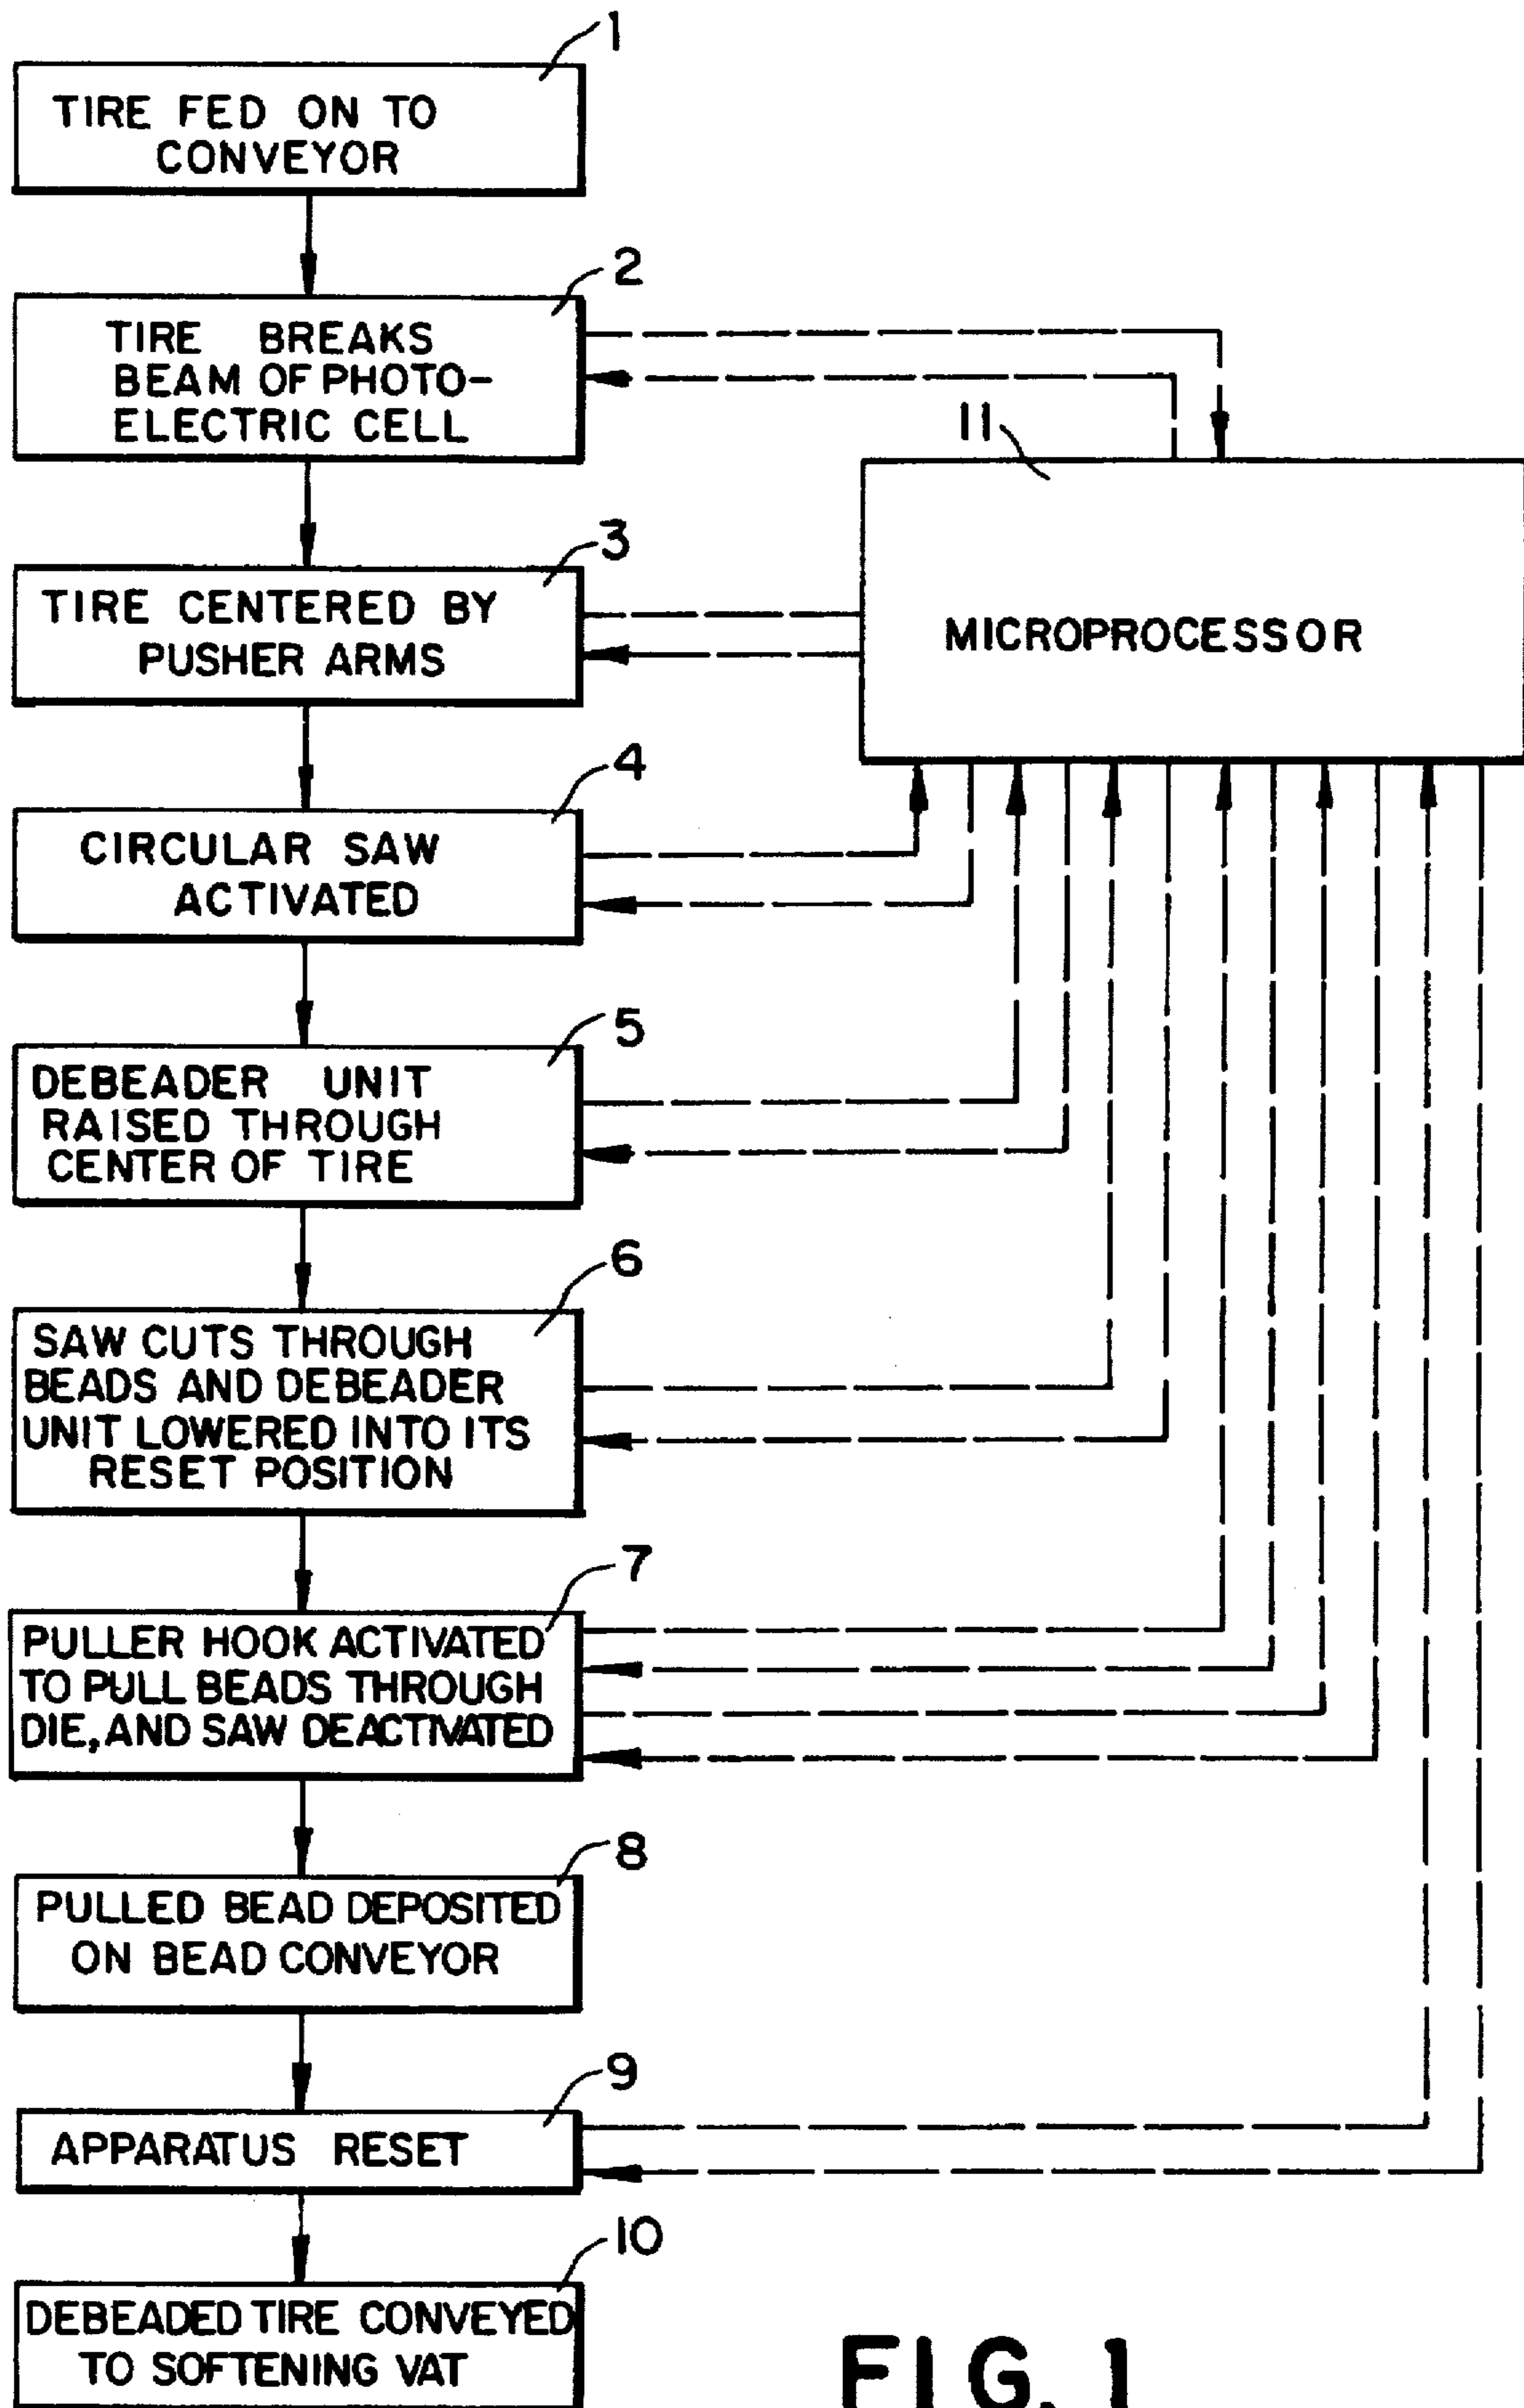 1
TIRE FED ON TO
CONVEYOR
2
TIRE BREAKS
BEAM OF PHOTO-
ELECTRIC CELL
11
MICROPROCESSOR
3
TIRE CENTERED BY
PUSHER ARMS
4
CIRCULAR SAW
ACTIVATED
5
DEBEADER UNIT
RAISED THROUGH
CENTER OF TIRE
6
SAW CUTS THROUGH
BEADS AND DEBEADER
UNIT LOWERED INTO ITS
RESET POSITION
7
PULLER HOOK ACTIVATED
TO PULL BEADS THROUGH
DIE, AND SAW DEACTIVATED
8
PULLED BEAD DEPOSITED
ON BEAD CONVEYOR
9
APPARATUS RESET
10
DEBEADED TIRE CONVEYED
TO SOFTENING VAT
FIG. 1